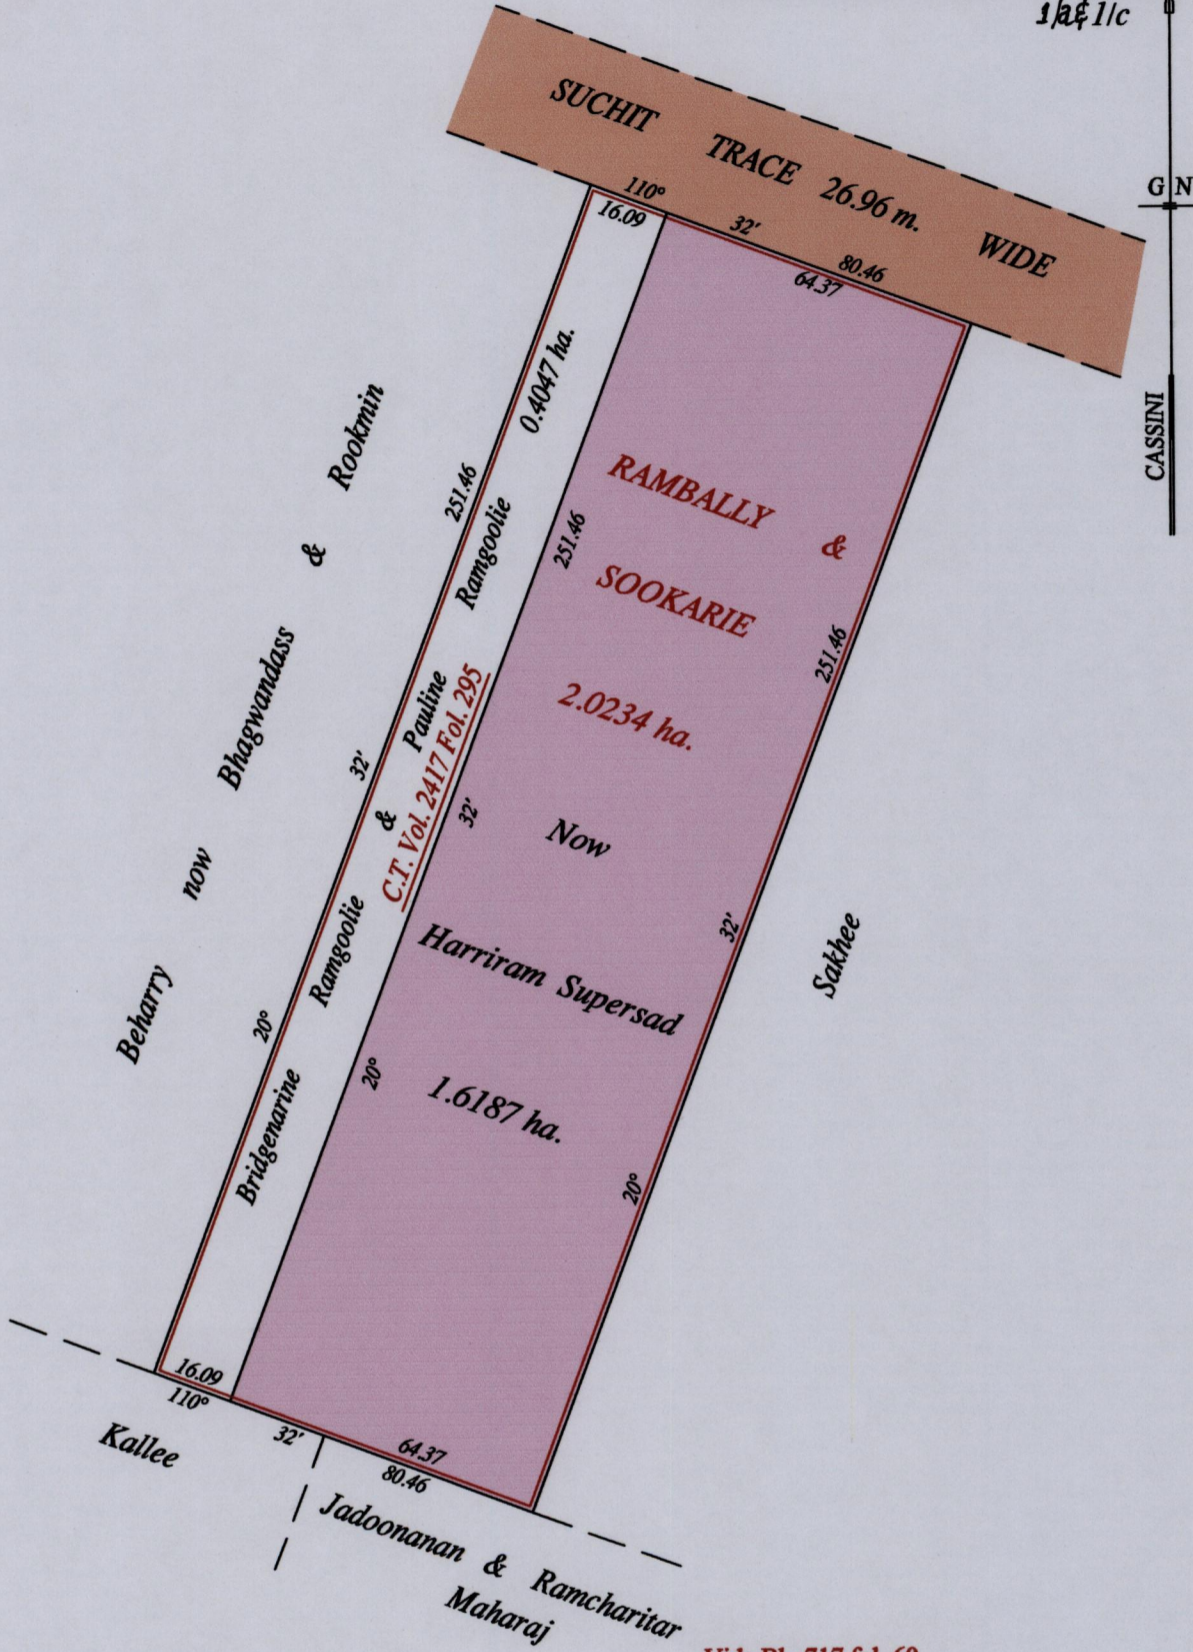 1/a & 1/c
G N
CASSINI
SUCHIT TRACE 26.96 m. WIDE
110° 32'
80.46
16.09
64.37
0.4047 ha.
Beharry now Bhagwandass & Rookmin
20° 32' 251.46
Bridgenarine Ramgoolie & Pauline Ramgoolie
C.T. Vol. 2417 Fol. 295
20° 32' 251.46
RAMBALLY &
SOOKARIE
2.0234 ha.
Now
Harriram Supersad
1.6187 ha.
20° 32' 251.46
Sakhee
16.09
110° 32'
64.37
80.46
Kallee
Jadoonanan & Ramcharitar
Maharaj